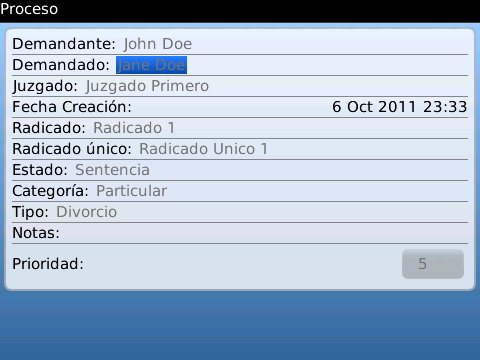 Proceso
Demandante: John Doe
Demandado: Jane Doe
Juzgado: Juzgado Primero
Fecha Creación: 6 Oct 2011 23:33
Radicado: Radicado 1
Radicado único: Radicado Unico 1
Estado: Sentencia
Categoría: Particular
Tipo: Divorcio
Notas:
Prioridad: 5